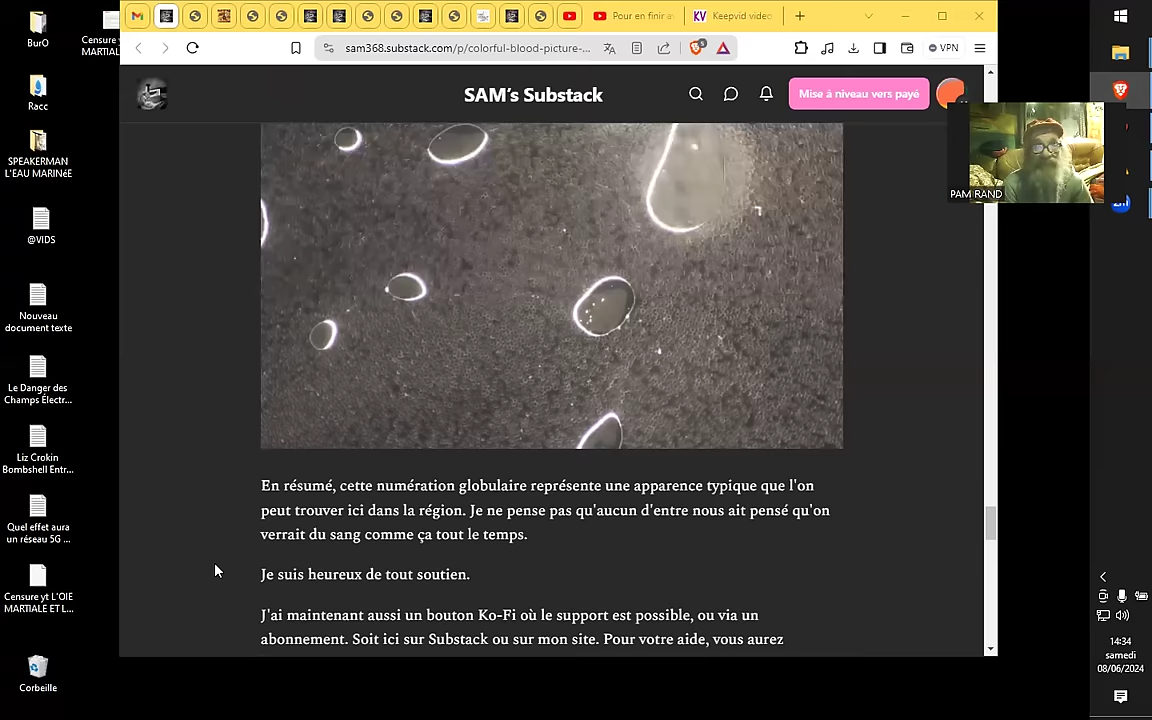 BurO
Censure y
MARTIAL
Racc
SPEAKERMAN
L'EAU MARINéE
@VIDS
Nouveau
document texte
Le Danger des
Champs Électr...
Liz Crokin
Bombshell Entr...
Quel effet aura
un réseau 5G ...
Censure yt L'OIE
MARTIALE ET L...
Corbeille
Pour en finir a
KV Keepvid video
sam368.substack.com/p/colorful-blood-picture-...
VPN
SAM's Substack
Mise à niveau vers payé
PAM RAND
zm
En résumé, cette numération globulaire représente une apparence typique que l'on
peut trouver ici dans la région. Je ne pense pas qu'aucun d'entre nous ait pensé qu'on
verrait du sang comme ça tout le temps.
Je suis heureux de tout soutien.
J'ai maintenant aussi un bouton Ko-Fi où le support est possible, ou via un
abonnement. Soit ici sur Substack ou sur mon site. Pour votre aide, vous aurez
14:34
samedi
08/06/2024